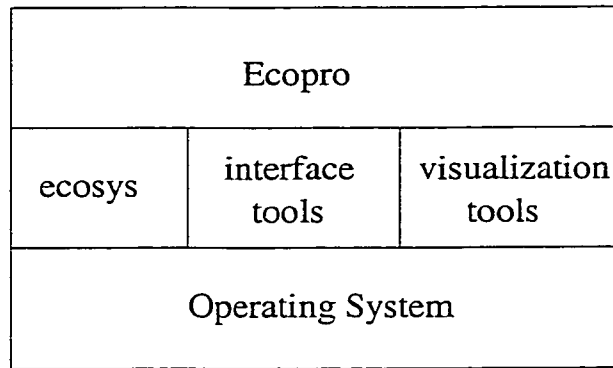 Ecopro
ecosys
interface
tools
visualization
tools
Operating System